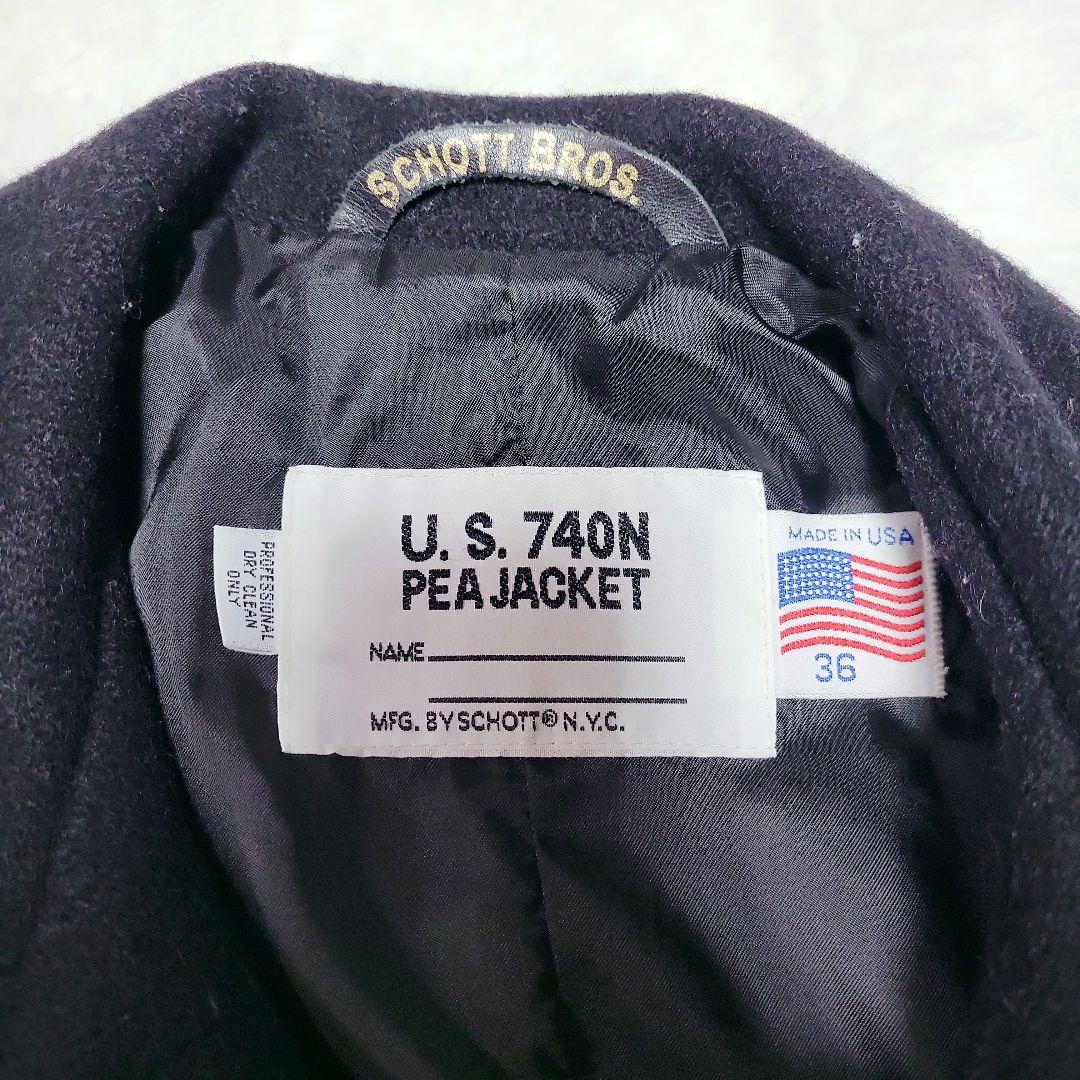 SCHOTT BROS.
U. S. 740N
PEA JACKET
NAME
MFG. BY SCHOTT® N.Y.C.
PROFESSIONAL
DRY CLEAN
ONLY
MADE IN USA
36